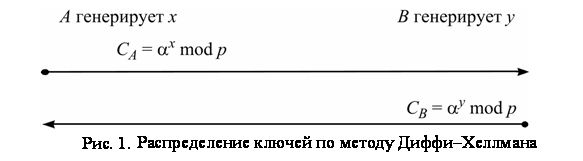 A генерирует x B генерирует y
C_A = α^x mod p
C_B = α^y mod p
Рис. 1. Распределение ключей по методу Диффи–Хеллмана